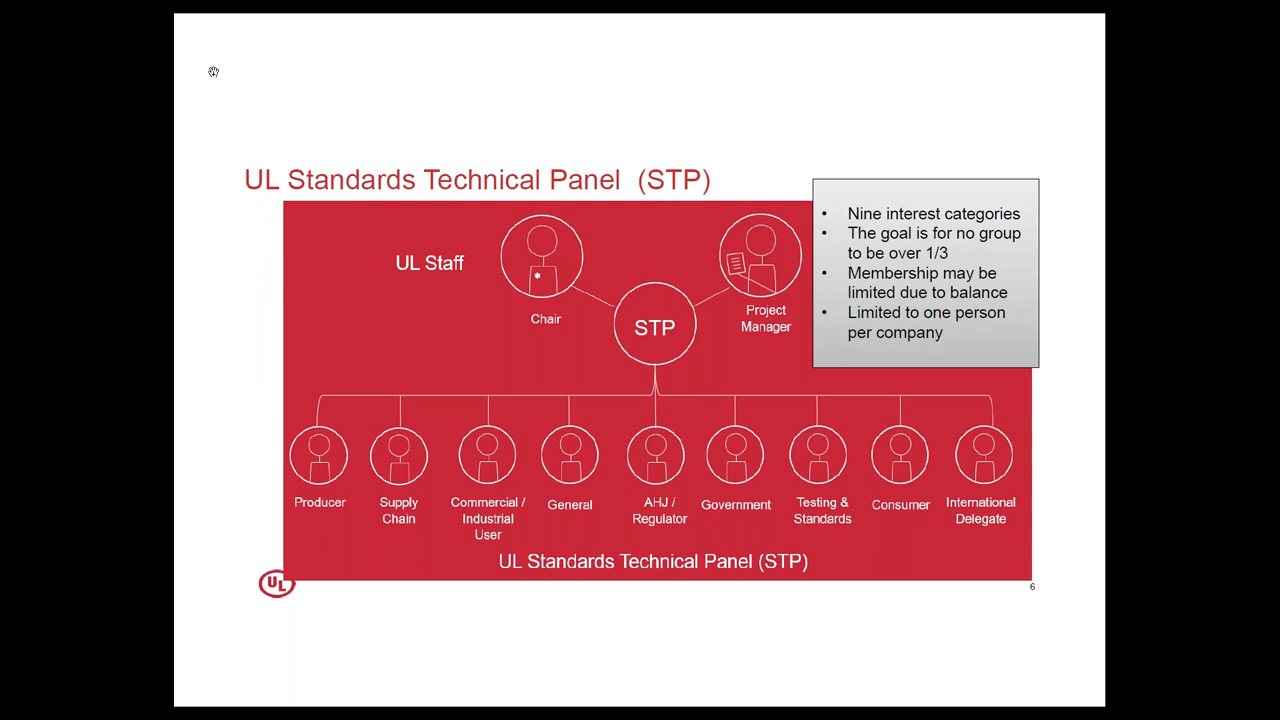 UL Standards Technical Panel (STP)
• Nine interest categories
• The goal is for no group
to be over 1/3
• Membership may be
limited due to balance
• Limited to one person
per company
UL Staff
Chair
STP
Project
Manager
Producer
Supply
Chain
Commercial /
Industrial
User
General
AHJ /
Regulator
Government
Testing &
Standards
Consumer
International
Delegate
UL Standards Technical Panel (STP)
UL
6